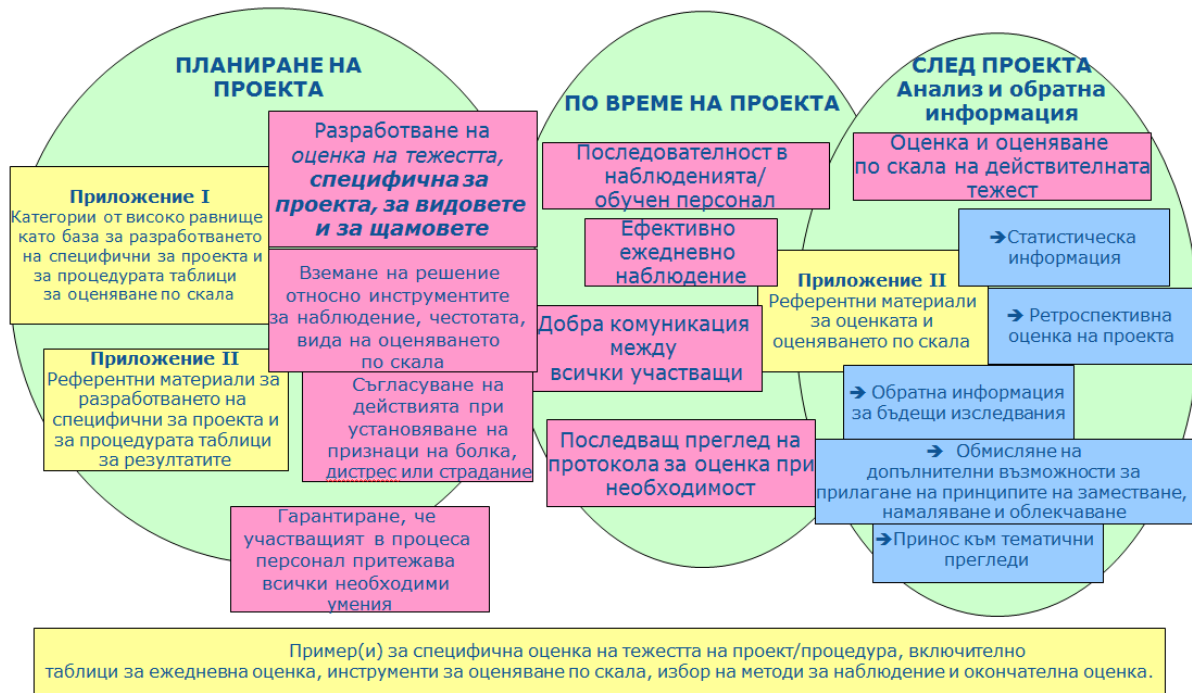 ПЛАНИРАНЕ НА
ПРОЕКТА
Разработване на
оценка на тежестта,
специфична за
проекта, за видовете
и за щамовете
Приложение I
Категории от високо равнище
като база за разработването
на специфични за проекта и
за процедурата таблици
за оценяване по скала
Вземане на решение
относно инструментите
за наблюдение, честотата,
вида на оценяването
по скала
Приложение II
Референтни материали за
разработването на
специфични за проекта и
за процедурата таблици
за резултатите
Съгласуване на
действията при
установяване на
признаци на болка,
дистрес или страдание
Гарантиране, че
участващият в процеса
персонал притежава
всички необходими
умения
ПО ВРЕМЕ НА ПРОЕКТА
Последователност в
наблюденията/
обучен персонал
Ефективно
ежедневно
наблюдение
Добра комуникация
между
всички участващи
Последващ преглед на
протокола за оценка при
необходимост
СЛЕД ПРОЕКТА
Анализ и обратна
информация
Оценка и оценяване
по скала на действителната
тежест
➔Статистическа
информация
Приложение II
Референтни материали
за оценката и
оценяването по скала
➔ Ретроспективна
оценка на проекта
➔ Обратна информация
за бъдещи изследвания
➔ Обмисляне на
допълнителни възможности за
прилагане на принципите на заместване,
намаляване и облекчаване
➔Принос към тематични
прегледи
Пример(и) за специфична оценка на тежестта на проект/процедура, включително
таблици за ежедневна оценка, инструменти за оценяване по скала, избор на методи за наблюдение и окончателна оценка.